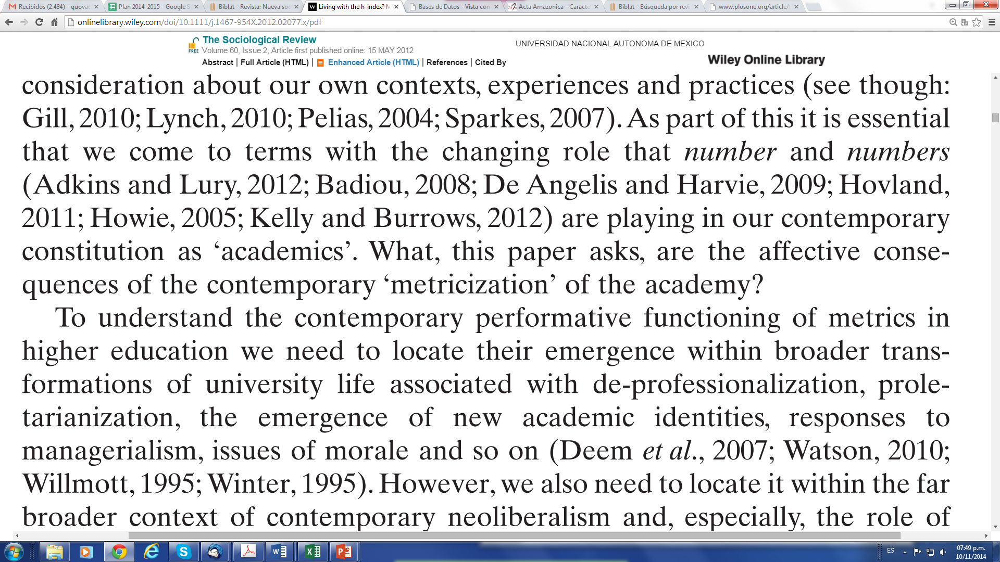 Recibidos (2.484) - quovad
Plan 2014-2015 - Google S
Biblat - Revista: Nueva soc
Living with the h-index? M
Bases de Datos - Vista con
Acta Amazonica - Caracte
Biblat - Búsqueda por revi
www.plosone.org/article/
onlinelibrary.wiley.com/doi/10.1111/j.1467-954X.2012.02077.x/pdf
FREE
The Sociological Review
Volume 60, Issue 2, Article first published online: 15 MAY 2012
Abstract | Full Article (HTML) | Enhanced Article (HTML) | References | Cited By
UNIVERSIDAD NACIONAL AUTONOMA DE MEXICO
Wiley Online Library
consideration about our own contexts, experiences and practices (see though:
Gill, 2010; Lynch, 2010; Pelias, 2004; Sparkes, 2007). As part of this it is essential
that we come to terms with the changing role that number and numbers
(Adkins and Lury, 2012; Badiou, 2008; De Angelis and Harvie, 2009; Hovland,
2011; Howie, 2005; Kelly and Burrows, 2012) are playing in our contemporary
constitution as ‘academics’. What, this paper asks, are the affective conse-
quences of the contemporary ‘metricization’ of the academy?
To understand the contemporary performative functioning of metrics in
higher education we need to locate their emergence within broader trans-
formations of university life associated with de-professionalization, prole-
tarianization, the emergence of new academic identities, responses to
managerialism, issues of morale and so on (Deem et al., 2007; Watson, 2010;
Willmott, 1995; Winter, 1995). However, we also need to locate it within the far
broader context of contemporary neoliberalism and, especially, the role of
ES
07:49 p.m.
10/11/2014